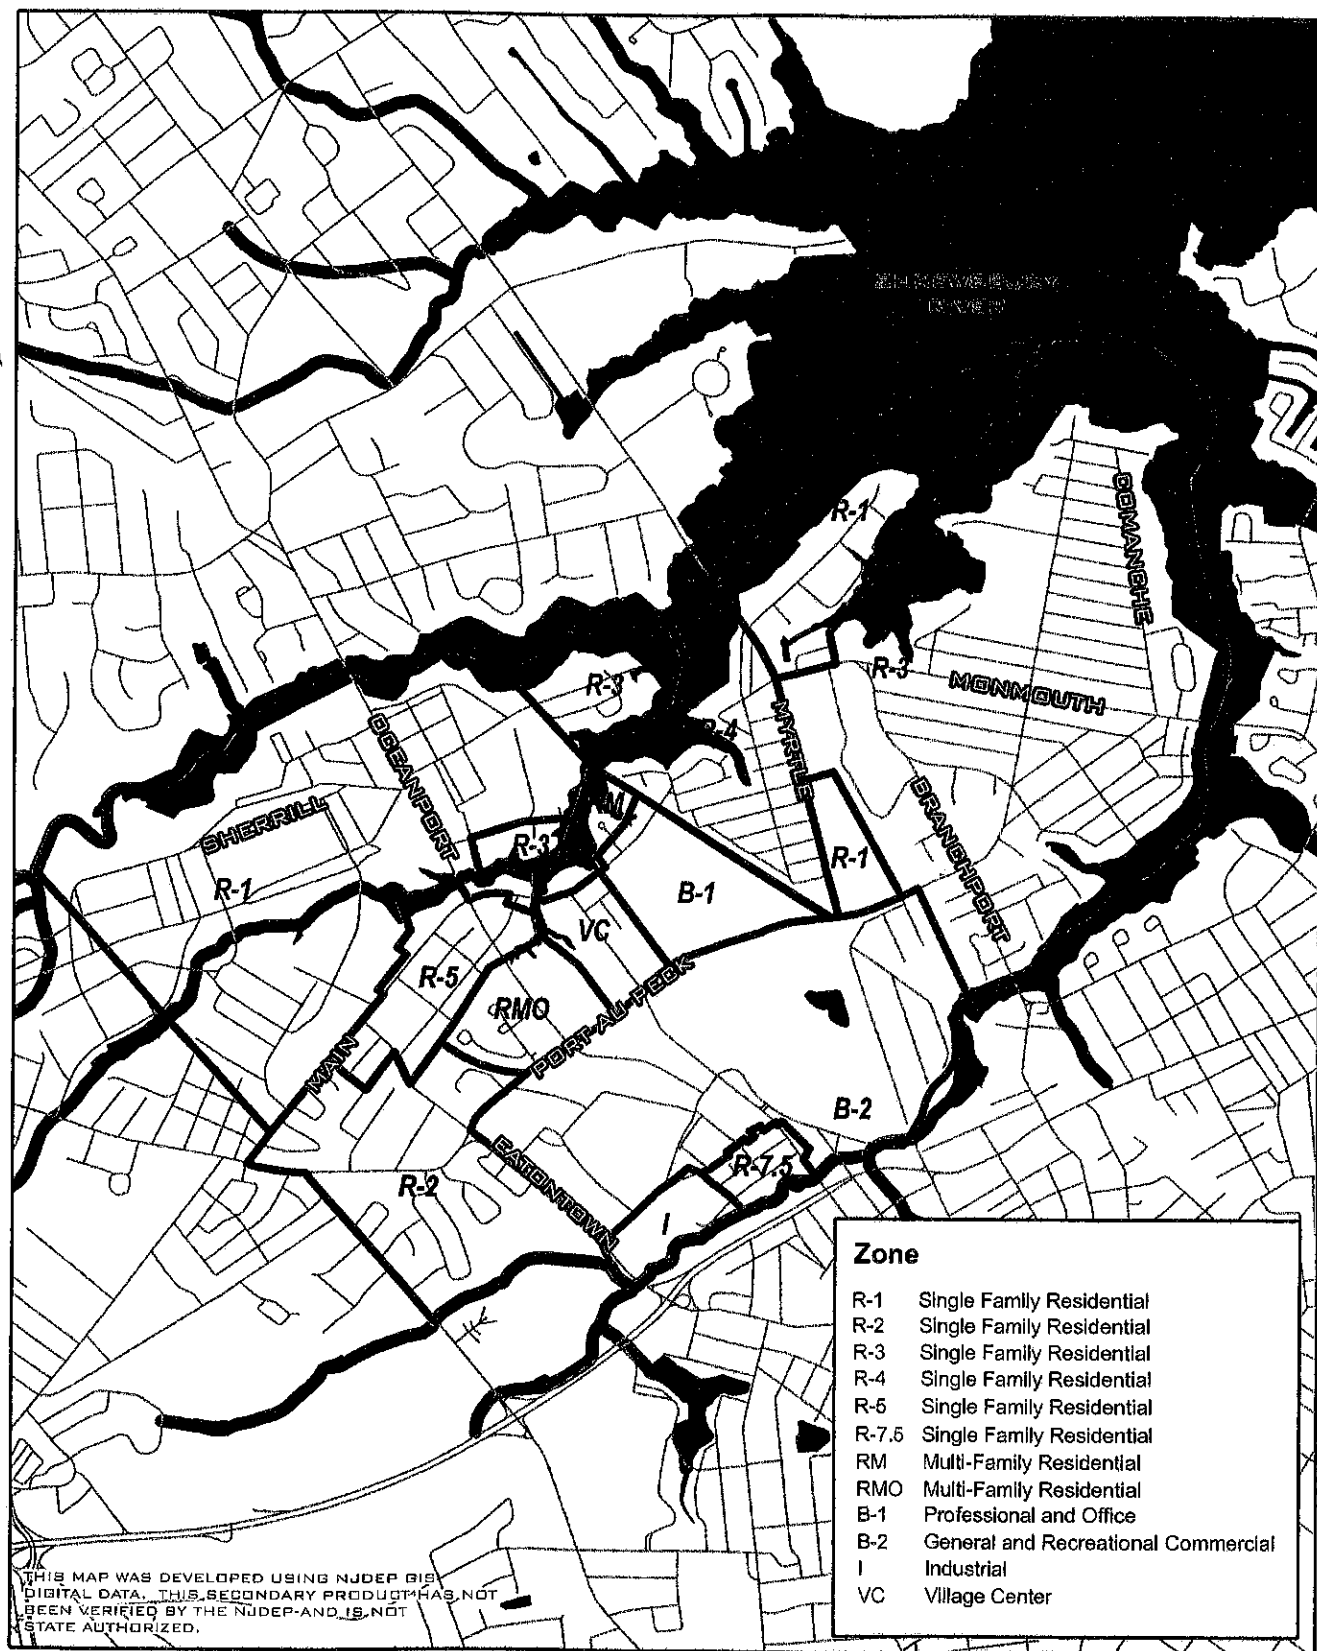 SHREWSBURY
RIVER
R-1
COMANCHE
R-3
R-3
MONMOUTH
OCEANPORT
MYRTLE
R-4
SHERRILL
BRANCHPORT
R-3
R-1
R-1
B-1
VC
R-5
RMO
PORT-AU-PECK
MAIN
B-2
EATONTOWN
R-7.5
R-2
I
Zone
R-1 Single Family Residential
R-2 Single Family Residential
R-3 Single Family Residential
R-4 Single Family Residential
R-5 Single Family Residential
R-7.5 Single Family Residential
RM Multi-Family Residential
RMO Multi-Family Residential
B-1 Professional and Office
B-2 General and Recreational Commercial
I Industrial
VC Village Center
THIS MAP WAS DEVELOPED USING NJDEP GIS
DIGITAL DATA. THIS SECONDARY PRODUCT HAS NOT
BEEN VERIFIED BY THE NJDEP AND IS NOT
STATE AUTHORIZED.